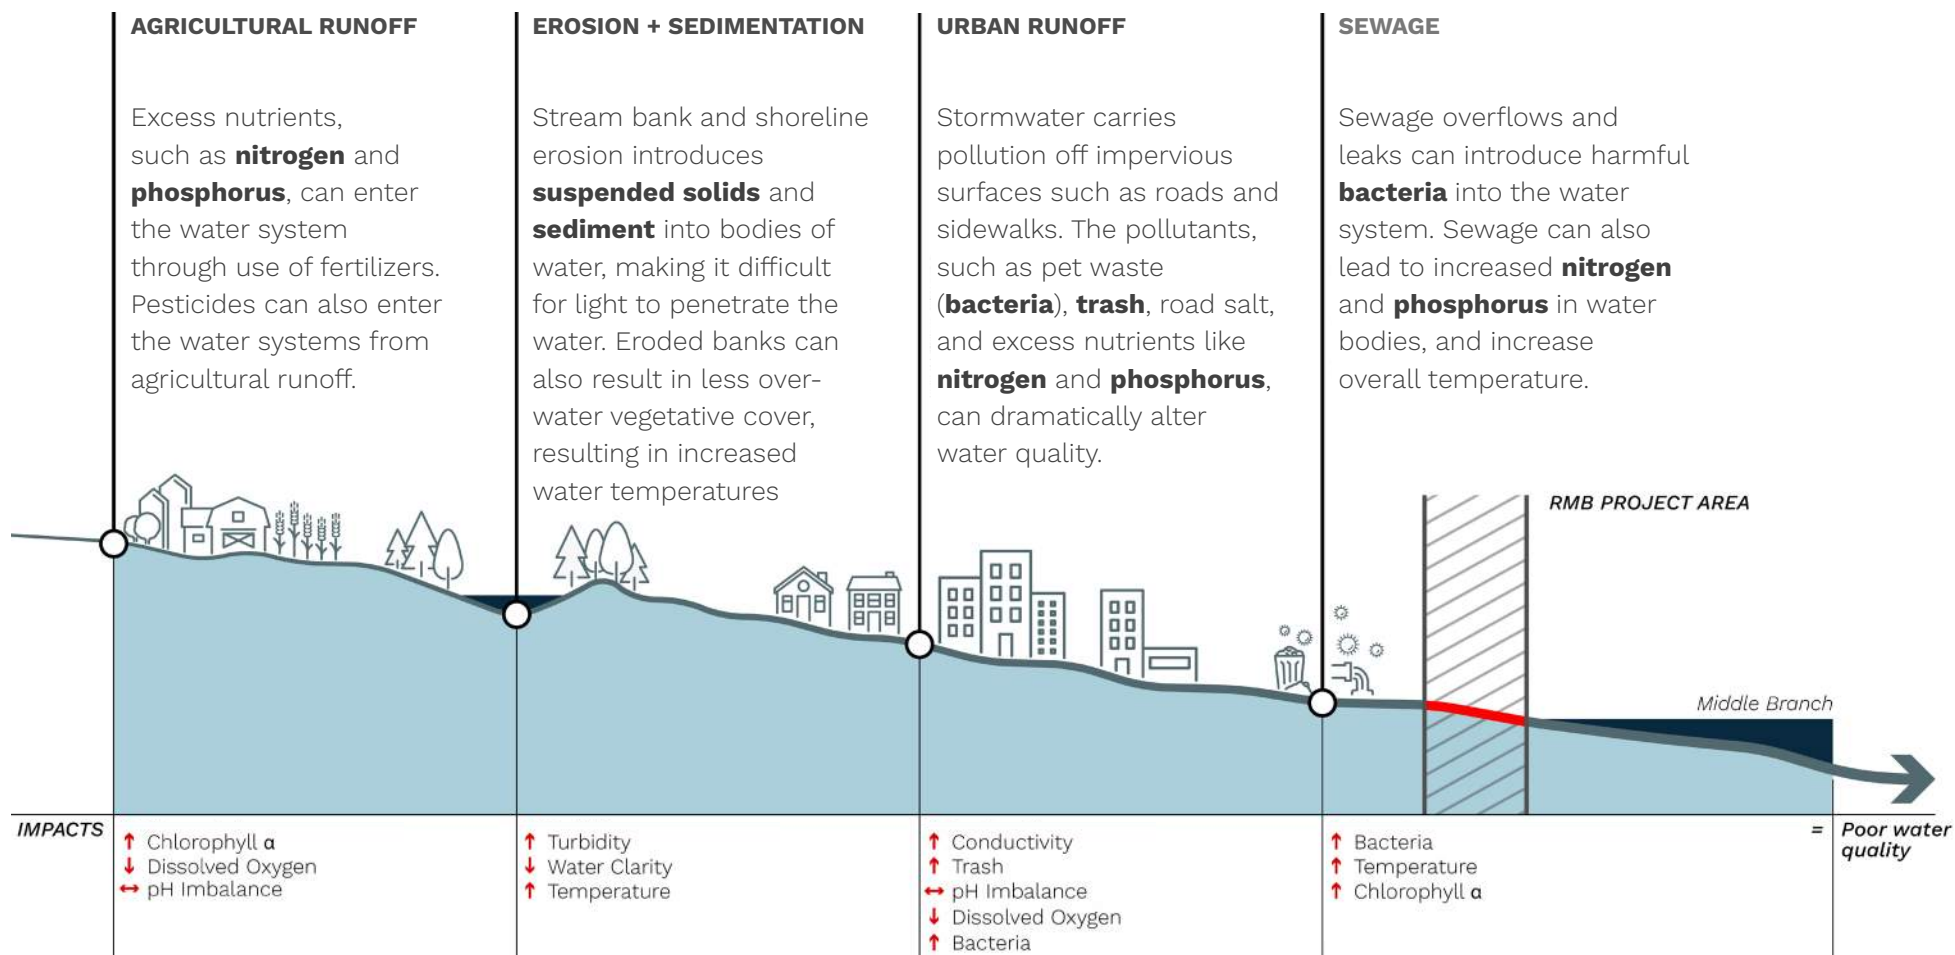 AGRICULTURAL RUNOFF
Excess nutrients,
such as nitrogen and
phosphorus, can enter
the water system
through use of fertilizers.
Pesticides can also enter
the water systems from
agricultural runoff.
EROSION + SEDIMENTATION
Stream bank and shoreline
erosion introduces
suspended solids and
sediment into bodies of
water, making it difficult
for light to penetrate the
water. Eroded banks can
also result in less over-
water vegetative cover,
resulting in increased
water temperatures
URBAN RUNOFF
Stormwater carries
pollution off impervious
surfaces such as roads and
sidewalks. The pollutants,
such as pet waste
(bacteria), trash, road salt,
and excess nutrients like
nitrogen and phosphorus,
can dramatically alter
water quality.
SEWAGE
Sewage overflows and
leaks can introduce harmful
bacteria into the water
system. Sewage can also
lead to increased nitrogen
and phosphorus in water
bodies, and increase
overall temperature.
RMB PROJECT AREA
Middle Branch
IMPACTS
↑ Chlorophyll α
↓ Dissolved Oxygen
↔ pH Imbalance
↑ Turbidity
↓ Water Clarity
↑ Temperature
↑ Conductivity
↑ Trash
↔ pH Imbalance
↓ Dissolved Oxygen
↑ Bacteria
↑ Bacteria
↑ Temperature
↑ Chlorophyll α
= Poor water
quality